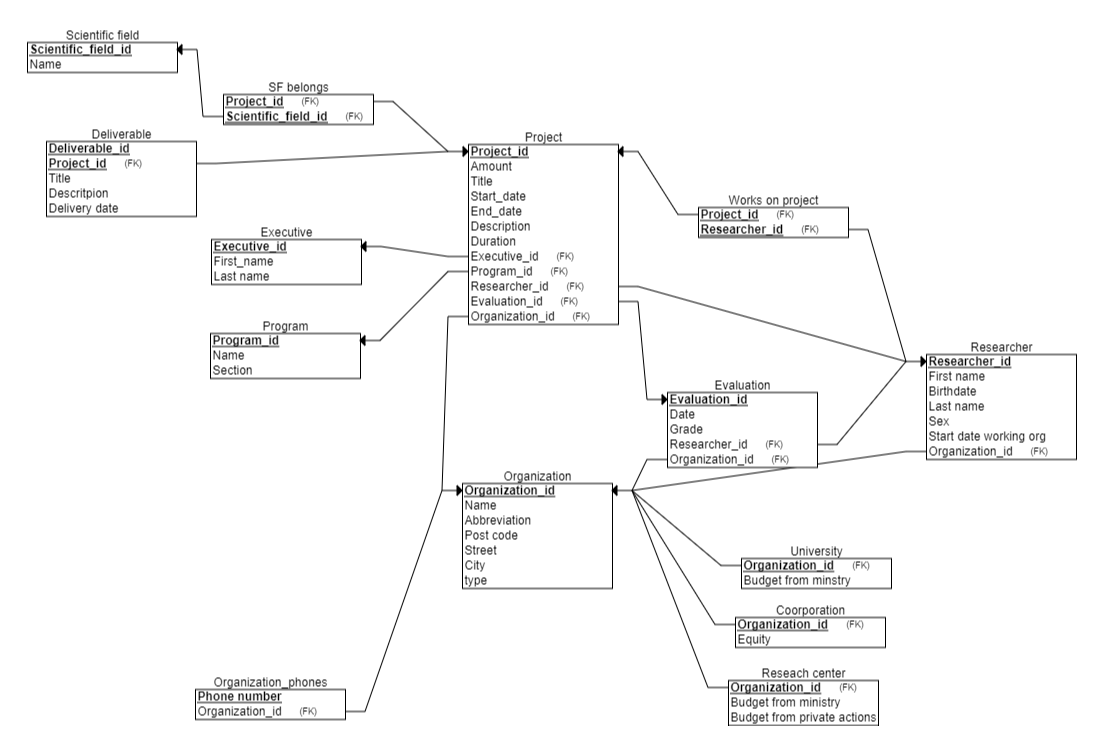 Scientific field
Scientific_field_id
Name
SF belongs
Project_id (FK)
Scientific_field_id (FK)
Deliverable
Deliverable_id
Project_id (FK)
Title
Descritpion
Delivery date
Project
Project_id
Amount
Title
Start_date
End_date
Description
Duration
Executive_id (FK)
Program_id (FK)
Researcher_id (FK)
Evaluation_id (FK)
Organization_id (FK)
Works on project
Project_id (FK)
Researcher_id (FK)
Executive
Executive_id
First_name
Last name
Program
Program_id
Name
Section
Researcher
Researcher_id
First name
Birthdate
Last name
Sex
Start date working org
Organization_id (FK)
Evaluation
Evaluation_id
Date
Grade
Researcher_id (FK)
Organization_id (FK)
Organization
Organization_id
Name
Abbreviation
Post code
Street
City
type
University
Organization_id (FK)
Budget from minstry
Coorporation
Organization_id (FK)
Equity
Reseach center
Organization_id (FK)
Budget from ministry
Budget from private actions
Organization_phones
Phone number
Organization_id (FK)